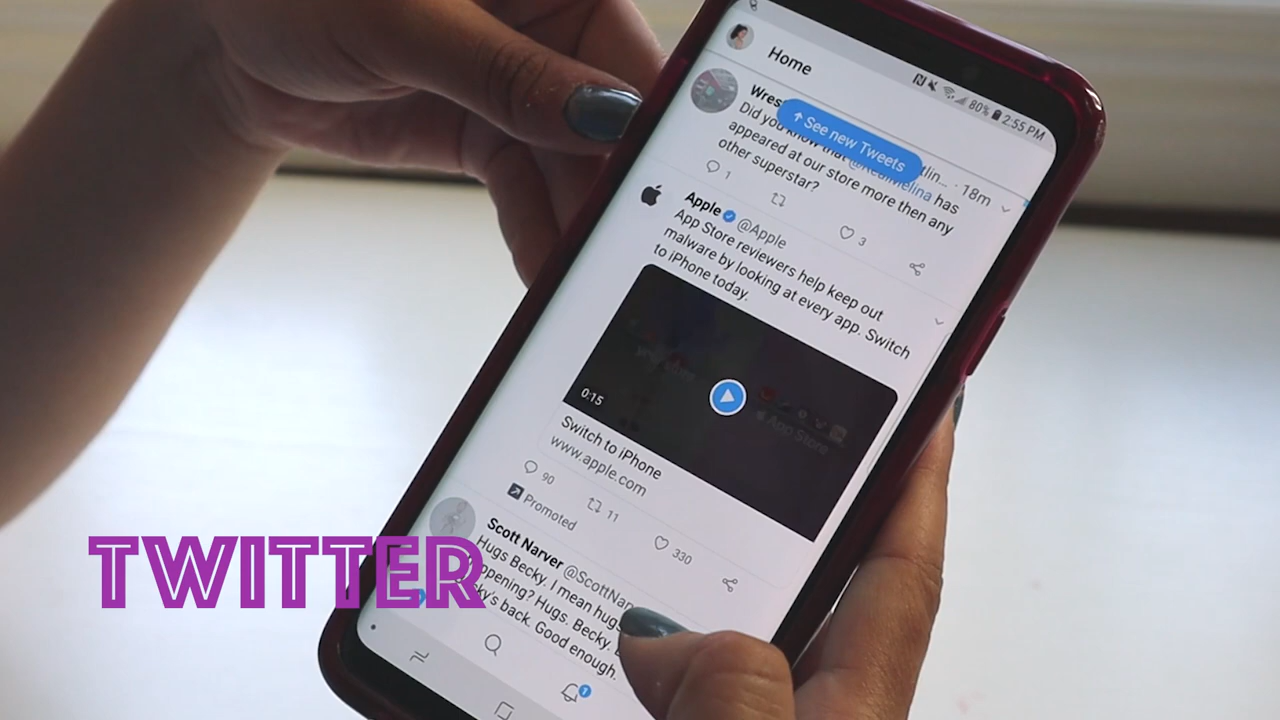 Home
80% 2:55 PM
See new Tweets
18m
Did you know that
has
appeared at our store more then any
other superstar?
1
3
Apple @Apple
App Store reviewers help keep out
malware by looking at every app. Switch
to iPhone today.
App Store
0:15
Switch to iPhone
www.apple.com
90
11
330
Promoted
Scott Narver
Hugs Becky. I mean
Hugs. Becky.
back. Good enough.
1
TWITTER